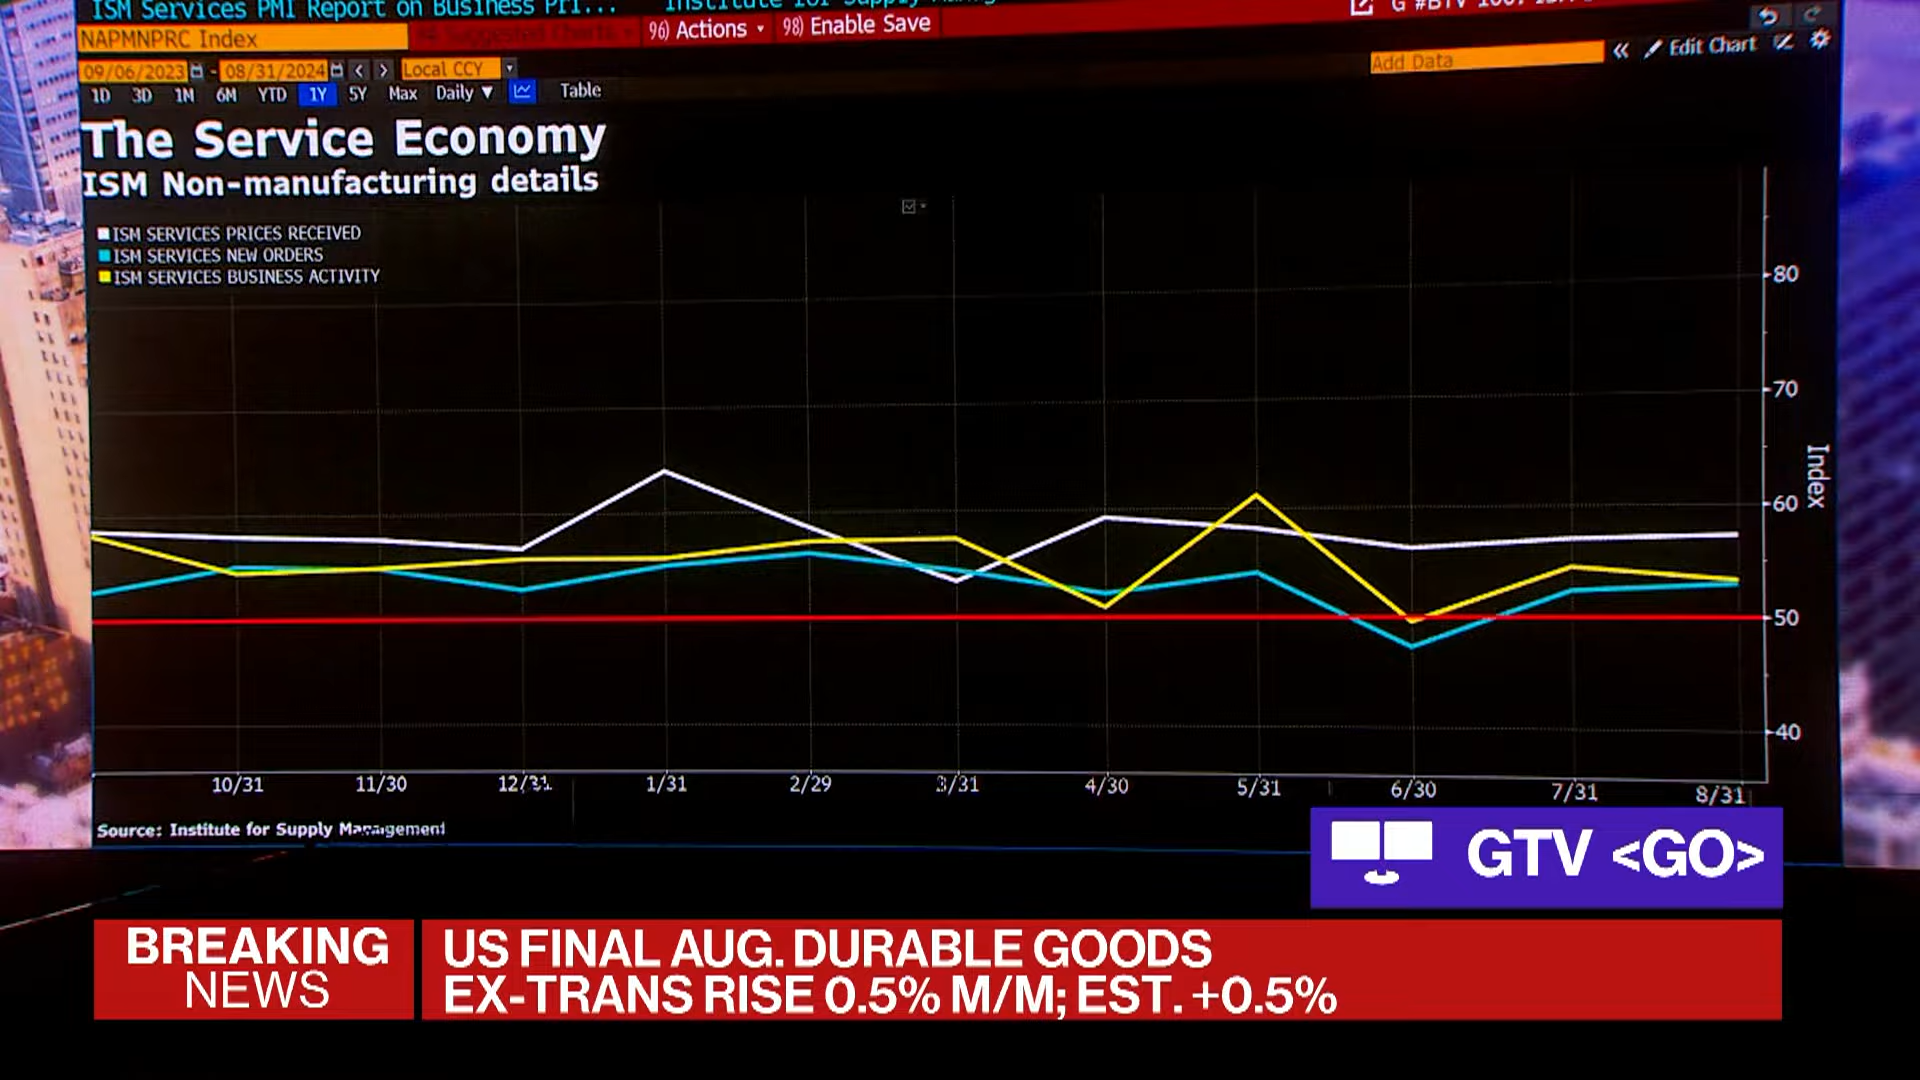 ISM Services PMI Report on Business Pri...
NAPMNPRC Index
96) Actions
98) Enable Save
09/06/2023 - 08/31/2024
Local CCY
Add Data
« Edit Chart
1D 3D 1M 6M YTD 1Y 5Y Max Daily ▼ Table
The Service Economy
ISM Non-manufacturing details
ISM SERVICES PRICES RECEIVED
ISM SERVICES NEW ORDERS
ISM SERVICES BUSINESS ACTIVITY
80
70
60
50
40
Index
10/31 11/30 12/31 1/31 2/29 3/31 4/30 5/31 6/30 7/31 8/31
Source: Institute for Supply Management
GTV <GO>
BREAKING
NEWS
US FINAL AUG. DURABLE GOODS
EX-TRANS RISE 0.5% M/M; EST. +0.5%